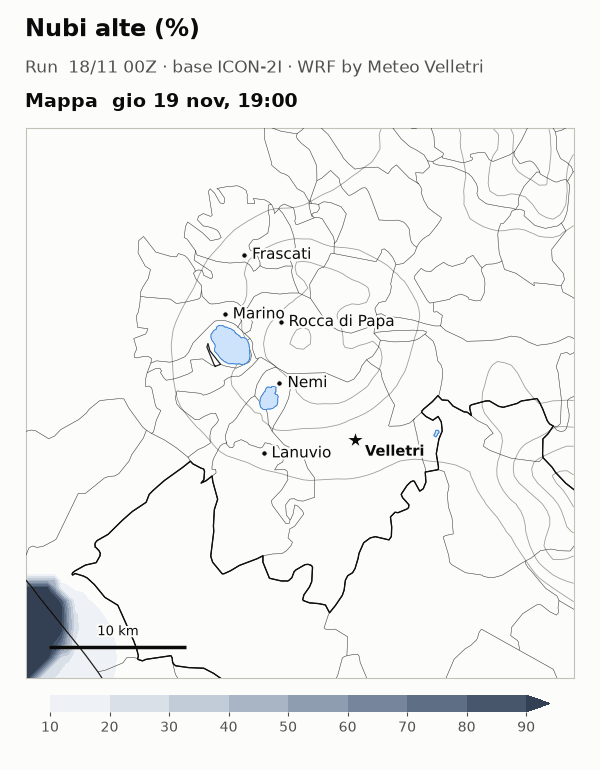 Nubi alte (%)
Run  18/11 00Z · base ICON-2I · WRF by Meteo Velletri
Mappa  gio 19 nov, 19:00
Frascati
Marino
Rocca di Papa
Nemi
Velletri
Lanuvio
10 km
10 20 30 40 50 60 70 80 90